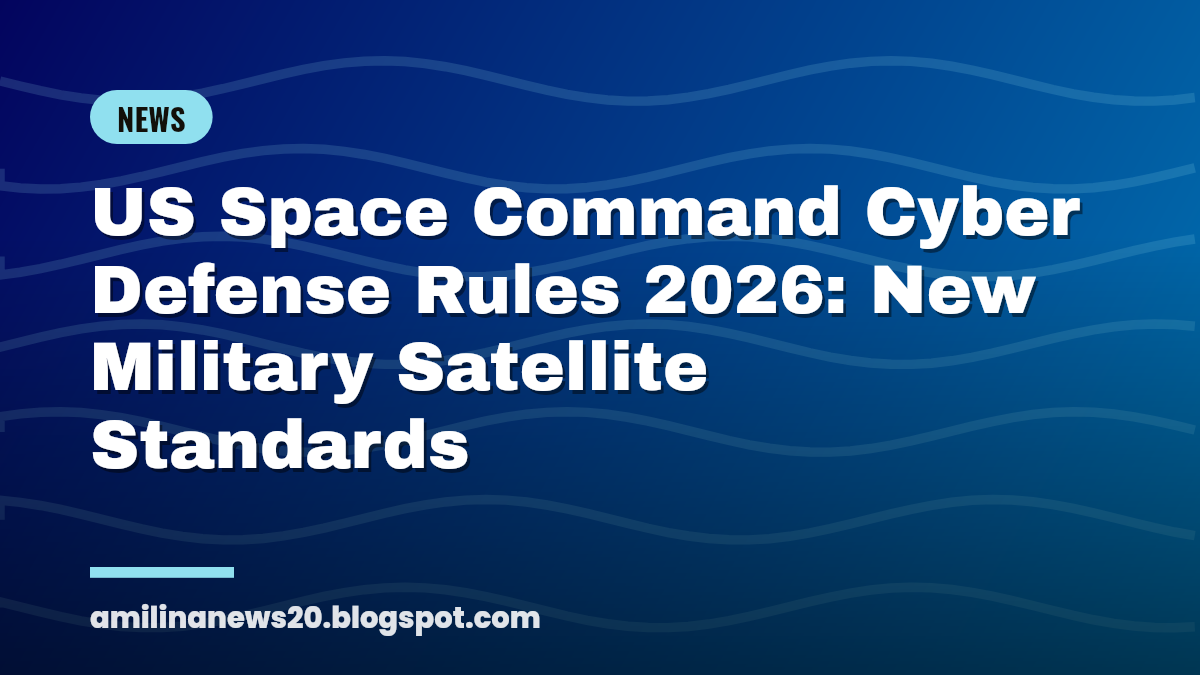 NEWS
US Space Command Cyber
Defense Rules 2026: New
Military Satellite
Standards
amilinanews20.blogspot.com